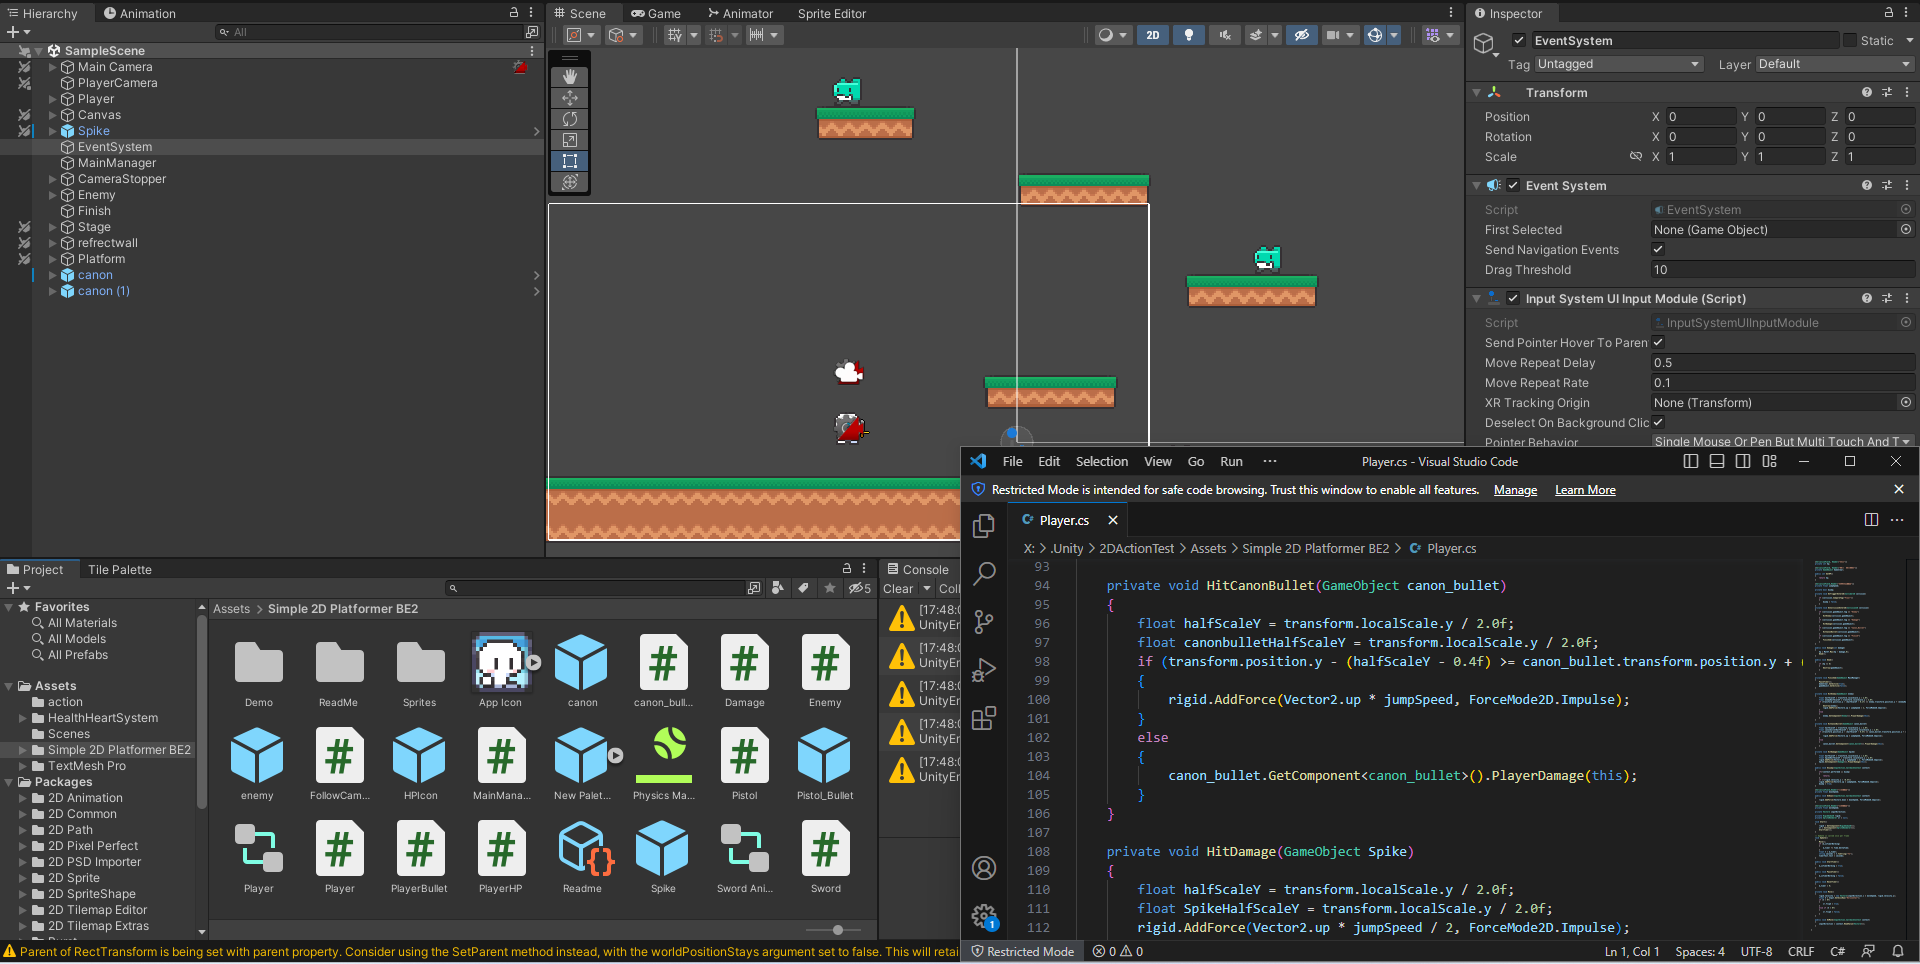 Hierarchy
Animation
All
SampleScene
Main Camera
PlayerCamera
Player
Canvas
Spike
EventSystem
MainManager
CameraStopper
Enemy
Finish
Stage
refrectwall
Platform
canon
canon (1)
Scene
Game
Animator
Sprite Editor
2D
Inspector
EventSystem
Static
Tag
Untagged
Layer
Default
Transform
Position X 0 Y 0 Z 0
Rotation X 0 Y 0 Z 0
Scale X 1 Y 1 Z 1
Event System
Script EventSystem
First Selected None (Game Object)
Send Navigation Events
Drag Threshold 10
Input System UI Input Module (Script)
Script InputSystemUIInputModule
Send Pointer Hover To Paren
Move Repeat Delay 0.5
Move Repeat Rate 0.1
XR Tracking Origin None (Transform)
Deselect On Background Clic
Pointer Behavior Single Mouse Or Pen But Multi Touch And T
Project
Tile Palette
5
Favorites
All Materials
All Models
All Prefabs
Assets
action
HealthHeartSystem
Scenes
Simple 2D Platformer BE2
TextMesh Pro
Packages
2D Animation
2D Common
2D Path
2D Pixel Perfect
2D PSD Importer
2D Sprite
2D SpriteShape
2D Tilemap Editor
2D Tilemap Extras
Assets > Simple 2D Platformer BE2
Demo
ReadMe
Sprites
App Icon
canon
canon_bull...
Damage
Enemy
enemy
FollowCam...
HPIcon
MainMana...
New Palet...
Physics Ma...
Pistol
Pistol_Bullet
Player
Player
PlayerBullet
PlayerHP
Readme
Spike
Sword Ani...
Sword
Console
Clear
Coll
[17:48:0
UnityEn
[17:48:0
UnityEn
[17:48:0
UnityEn
[17:48:0
UnityEn
[17:48:0
UnityEn
Parent of RectTransform is being set with parent property. Consider using the SetParent method instead, with the worldPositionStays argument set to false. This will retai
File Edit Selection View Go Run ···
Player.cs - Visual Studio Code
Restricted Mode is intended for safe code browsing. Trust this window to enable all features. Manage Learn More
Player.cs
X: > .Unity > 2DActionTest > Assets > Simple 2D Platformer BE2 > Player.cs
93
94 private void HitCanonBullet(GameObject canon_bullet)
95 {
96 float halfScaleY = transform.localScale.y / 2.0f;
97 float canonbulletHalfScaleY = transform.localScale.y / 2.0f;
98 if (transform.position.y - (halfScaleY - 0.4f) >= canon_bullet.transform.position.y + (
99 {
100 rigid.AddForce(Vector2.up * jumpSpeed, ForceMode2D.Impulse);
101 }
102 else
103 {
104 canon_bullet.GetComponent<canon_bullet>().PlayerDamage(this);
105 }
106 }
107
108 private void HitDamage(GameObject Spike)
109 {
110 float halfScaleY = transform.localScale.y / 2.0f;
111 float SpikeHalfScaleY = transform.localScale.y / 2.0f;
112 rigid.AddForce(Vector2.up * jumpSpeed / 2, ForceMode2D.Impulse);
1
Restricted Mode
0 0
Ln 1, Col 1
Spaces: 4
UTF-8
CRLF
C#